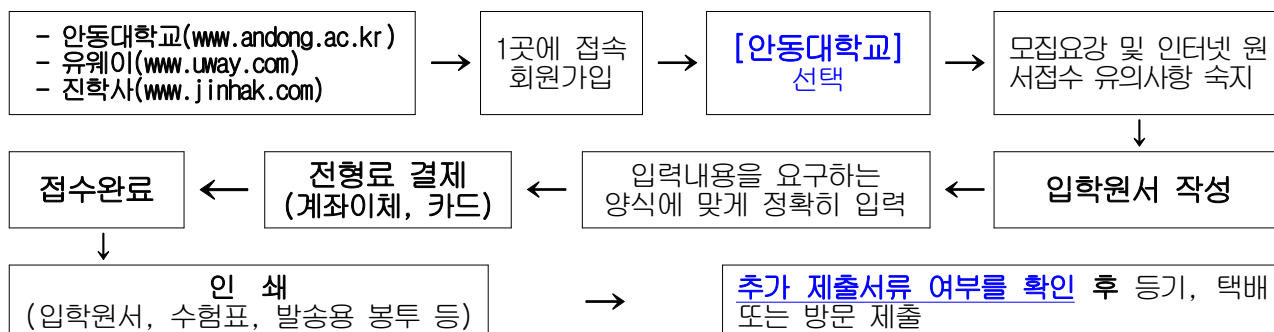 - 안동대학교(www.andong.ac.kr)
- 유웨이(www.uway.com)
- 진학사(www.jinhak.com)
→
1곳에 접속
회원가입
→
[안동대학교]
선택
→
모집요강 및 인터넷 원
서접수 유의사항 숙지
↓
입학원서 작성
←
입력내용을 요구하는
양식에 맞게 정확히 입력
←
전형료 결제
(계좌이체, 카드)
←
접수완료
↓
인 쇄
(입학원서, 수험표, 발송용 봉투 등)
→
추가 제출서류 여부를 확인 후 등기, 택배
또는 방문 제출